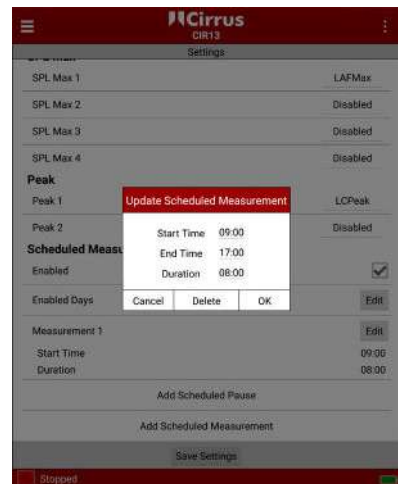 Cirrus
CIR13
Settings
SPL Max 1 LAFMax
SPL Max 2 Disabled
SPL Max 3 Disabled
SPL Max 4 Disabled
Peak
Peak 1 LCPeak
Peak 2 Disabled
Scheduled Measu
Enabled
Enabled Days Edit
Measurement 1 Edit
Start Time 09:00
Duration 08:00
Add Scheduled Pause
Add Scheduled Measurement
Save Settings
Stopped
Update Scheduled Measurement
Start Time 09:00
End Time 17:00
Duration 08:00
Cancel Delete OK